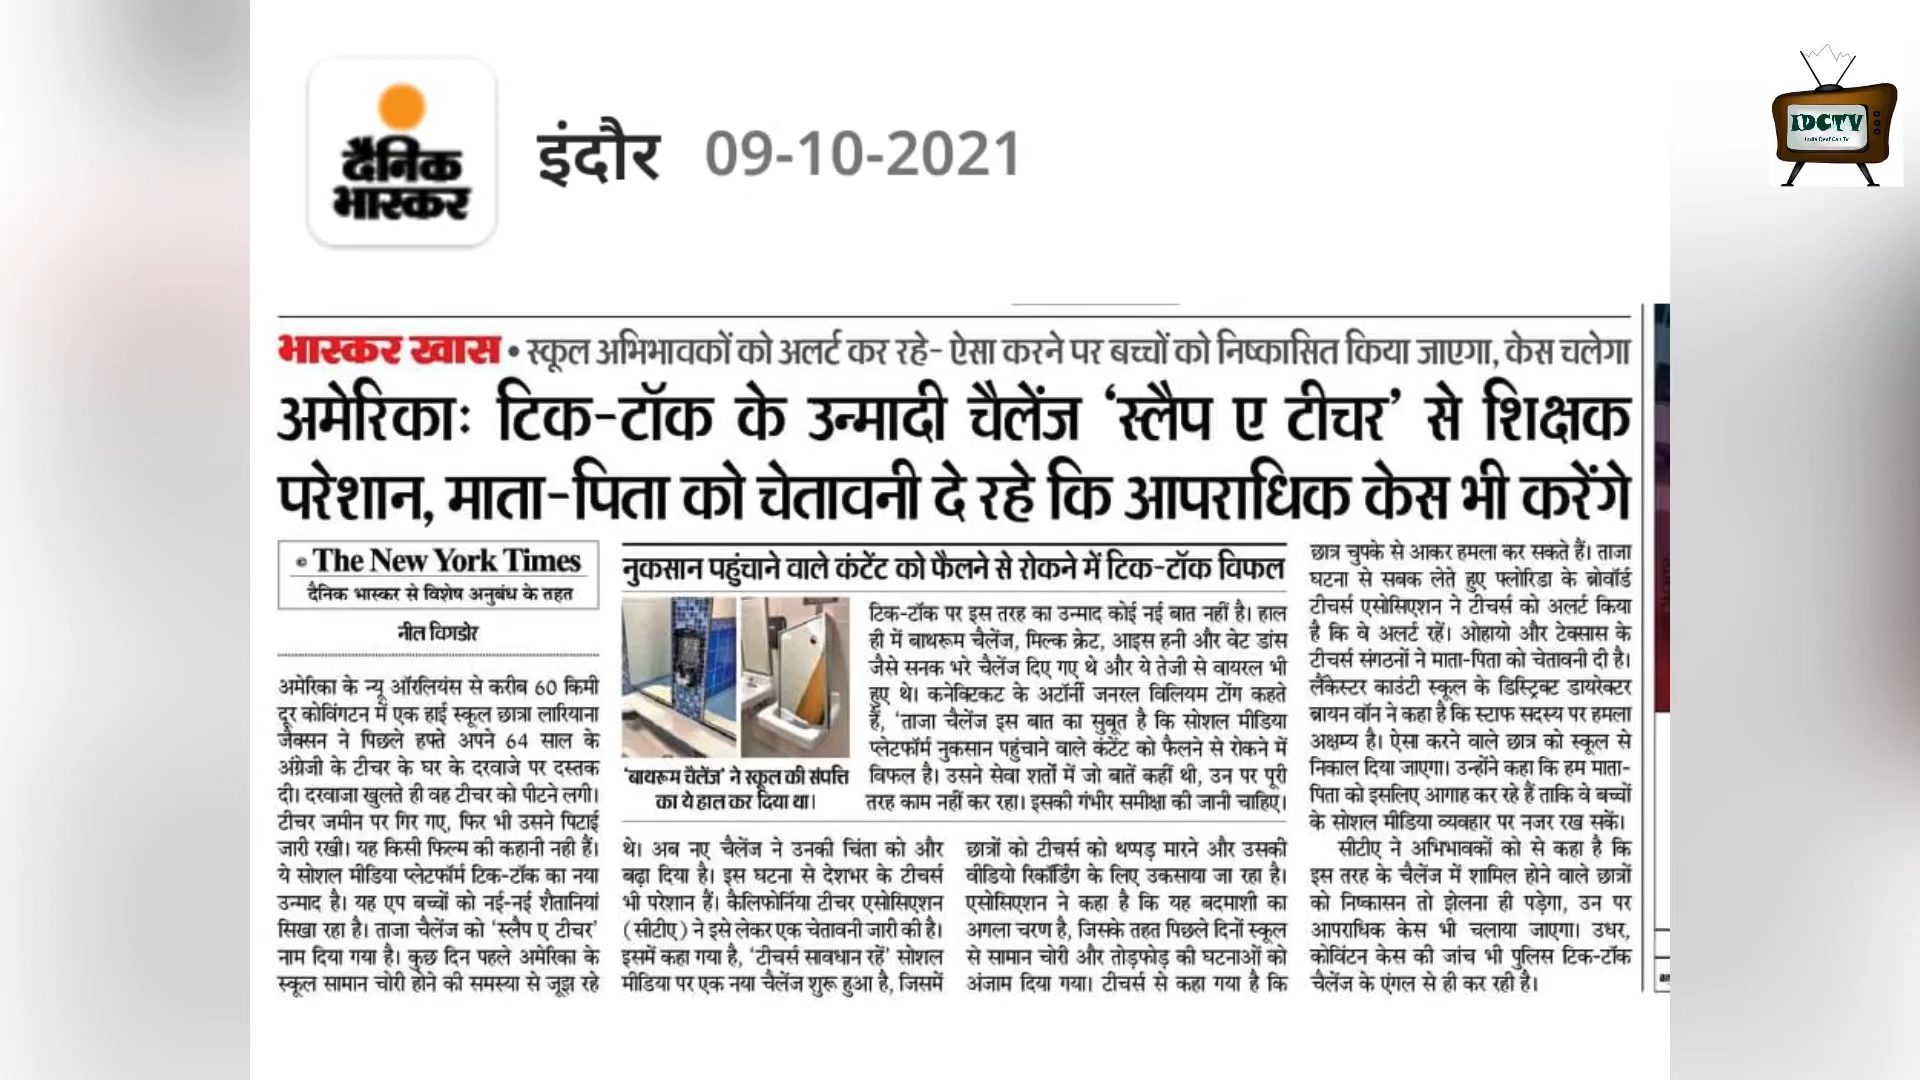 दैनिक
भास्कर
इंदौर 09-10-2021
IDCTV
India Deaf Can Tv
भास्कर खास • स्कूल अभिभावकों को अलर्ट कर रहे- ऐसा करने पर बच्चों को निष्कासित किया जाएगा, केस चलेगा
अमेरिकाः टिक-टॉक के उन्मादी चैलेंज ‘स्लैप ए टीचर’ से शिक्षक
परेशान, माता-पिता को चेतावनी दे रहे कि आपराधिक केस भी करेंगे
The New York Times
दैनिक भास्कर से विशेष अनुबंध के तहत
नील विगडोर
अमेरिका के न्यू ऑरलियंस से करीब 60 किमी
दूर कोविंगटन में एक हाई स्कूल छात्रा लारियाना
जैक्सन ने पिछले हफ्ते अपने 64 साल के
अंग्रेजी के टीचर के घर के दरवाजे पर दस्तक
दी। दरवाजा खुलते ही वह टीचर को पीटने लगी।
टीचर जमीन पर गिर गए, फिर भी उसने पिटाई
जारी रखी। यह किसी फिल्म की कहानी नही हैं।
ये सोशल मीडिया प्लेटफॉर्म टिक-टॉक का नया
उन्माद है। यह एप बच्चों को नई-नई शैतानियां
सिखा रहा है। ताजा चैलेंज को ‘स्लैप ए टीचर’
नाम दिया गया है। कुछ दिन पहले अमेरिका के
स्कूल सामान चोरी होने की समस्या से जूझ रहे
नुकसान पहुंचाने वाले कंटेंट को फैलने से रोकने में टिक-टॉक विफल
‘बाथरूम चैलेंज’ ने स्कूल की संपत्ति
का ये हाल कर दिया था।
टिक-टॉक पर इस तरह का उन्माद कोई नई बात नहीं है। हाल
ही में बाथरूम चैलेंज, मिल्क क्रेट, आइस हनी और वेट डांस
जैसे सनक भरे चैलेंज दिए गए थे और ये तेजी से वायरल भी
हुए थे। कनेक्टिकट के अटॉर्नी जनरल विलियम टोंग कहते
हैं, ‘ताजा चैलेंज इस बात का सुबूत है कि सोशल मीडिया
प्लेटफॉर्म नुकसान पहुंचाने वाले कंटेंट को फैलने से रोकने में
विफल है। उसने सेवा शर्तों में जो बातें कहीं थी, उन पर पूरी
तरह काम नहीं कर रहा। इसकी गंभीर समीक्षा की जानी चाहिए।
थे। अब नए चैलेंज ने उनकी चिंता को और
बढ़ा दिया है। इस घटना से देशभर के टीचर्स
भी परेशान हैं। कैलिफोर्निया टीचर एसोसिएशन
(सीटीए) ने इसे लेकर एक चेतावनी जारी की है।
इसमें कहा गया है, ‘टीचर्स सावधान रहें’ सोशल
मीडिया पर एक नया चैलेंज शुरू हुआ है, जिसमें
छात्रों को टीचर्स को थप्पड़ मारने और उसकी
वीडियो रिकॉर्डिंग के लिए उकसाया जा रहा है।
एसोसिएशन ने कहा है कि यह बदमाशी का
अगला चरण है, जिसके तहत पिछले दिनों स्कूल
से सामान चोरी और तोड़फोड़ की घटनाओं को
अंजाम दिया गया। टीचर्स से कहा गया है कि
छात्र चुपके से आकर हमला कर सकते हैं। ताजा
घटना से सबक लेते हुए फ्लोरिडा के ब्रोवॉर्ड
टीचर्स एसोसिएशन ने टीचर्स को अलर्ट किया
है कि वे अलर्ट रहें। ओहायो और टेक्सास के
टीचर्स संगठनों ने माता-पिता को चेतावनी दी है।
लैंकेस्टर काउंटी स्कूल के डिस्ट्रिक्ट डायरेक्टर
ब्रायन वॉन ने कहा है कि स्टाफ सदस्य पर हमला
अक्षम्य है। ऐसा करने वाले छात्र को स्कूल से
निकाल दिया जाएगा। उन्होंने कहा कि हम माता-
पिता को इसलिए आगाह कर रहे हैं ताकि वे बच्चों
के सोशल मीडिया व्यवहार पर नजर रख सकें।
सीटीए ने अभिभावकों को से कहा है कि
इस तरह के चैलेंज में शामिल होने वाले छात्रों
को निष्कासन तो झेलना ही पड़ेगा, उन पर
आपराधिक केस भी चलाया जाएगा। उधर,
कोविंटन केस की जांच भी पुलिस टिक-टॉक
चैलेंज के एंगल से ही कर रही है।